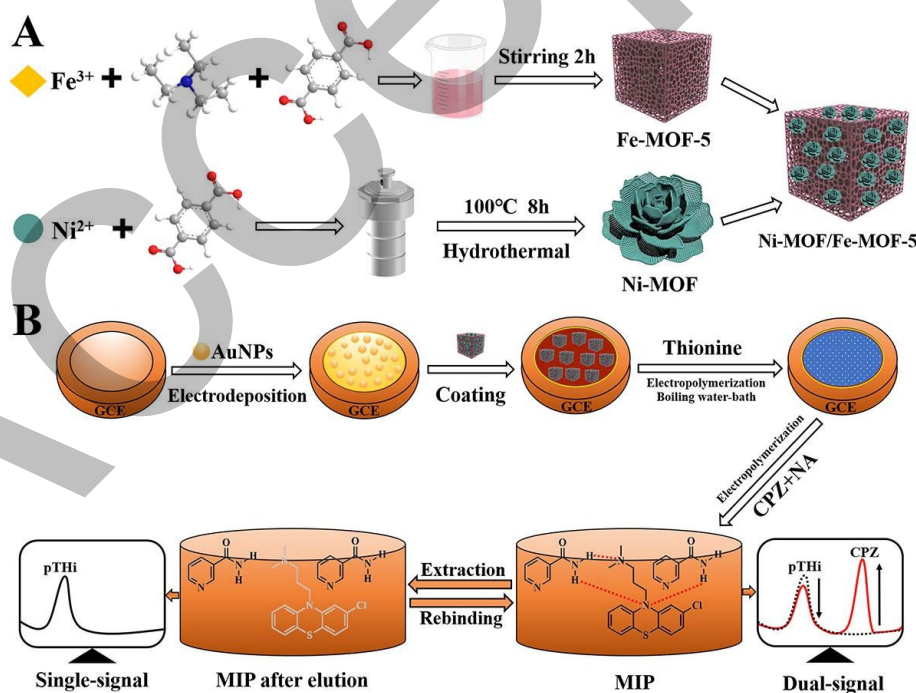 A
Fe³⁺ + + Stirring 2h
Fe-MOF-5
Ni²⁺ + 100℃ 8h
Hydrothermal
Ni-MOF
Ni-MOF/Fe-MOF-5
B
GCE
AuNPs
Electrodeposition
GCE
Coating
GCE
Thionine
Electropolymerization
Boiling water-bath
GCE
Electropolymerization
CPZ+NA
pTHi
Single-signal
O
N
N
H
H
N
O
N
N
H
H
N
S
Cl
MIP after elution
Extraction
Rebinding
O
N
N
H
H
N
O
N
N
H
H
N
S
Cl
MIP
pTHi
CPZ
Dual-signal